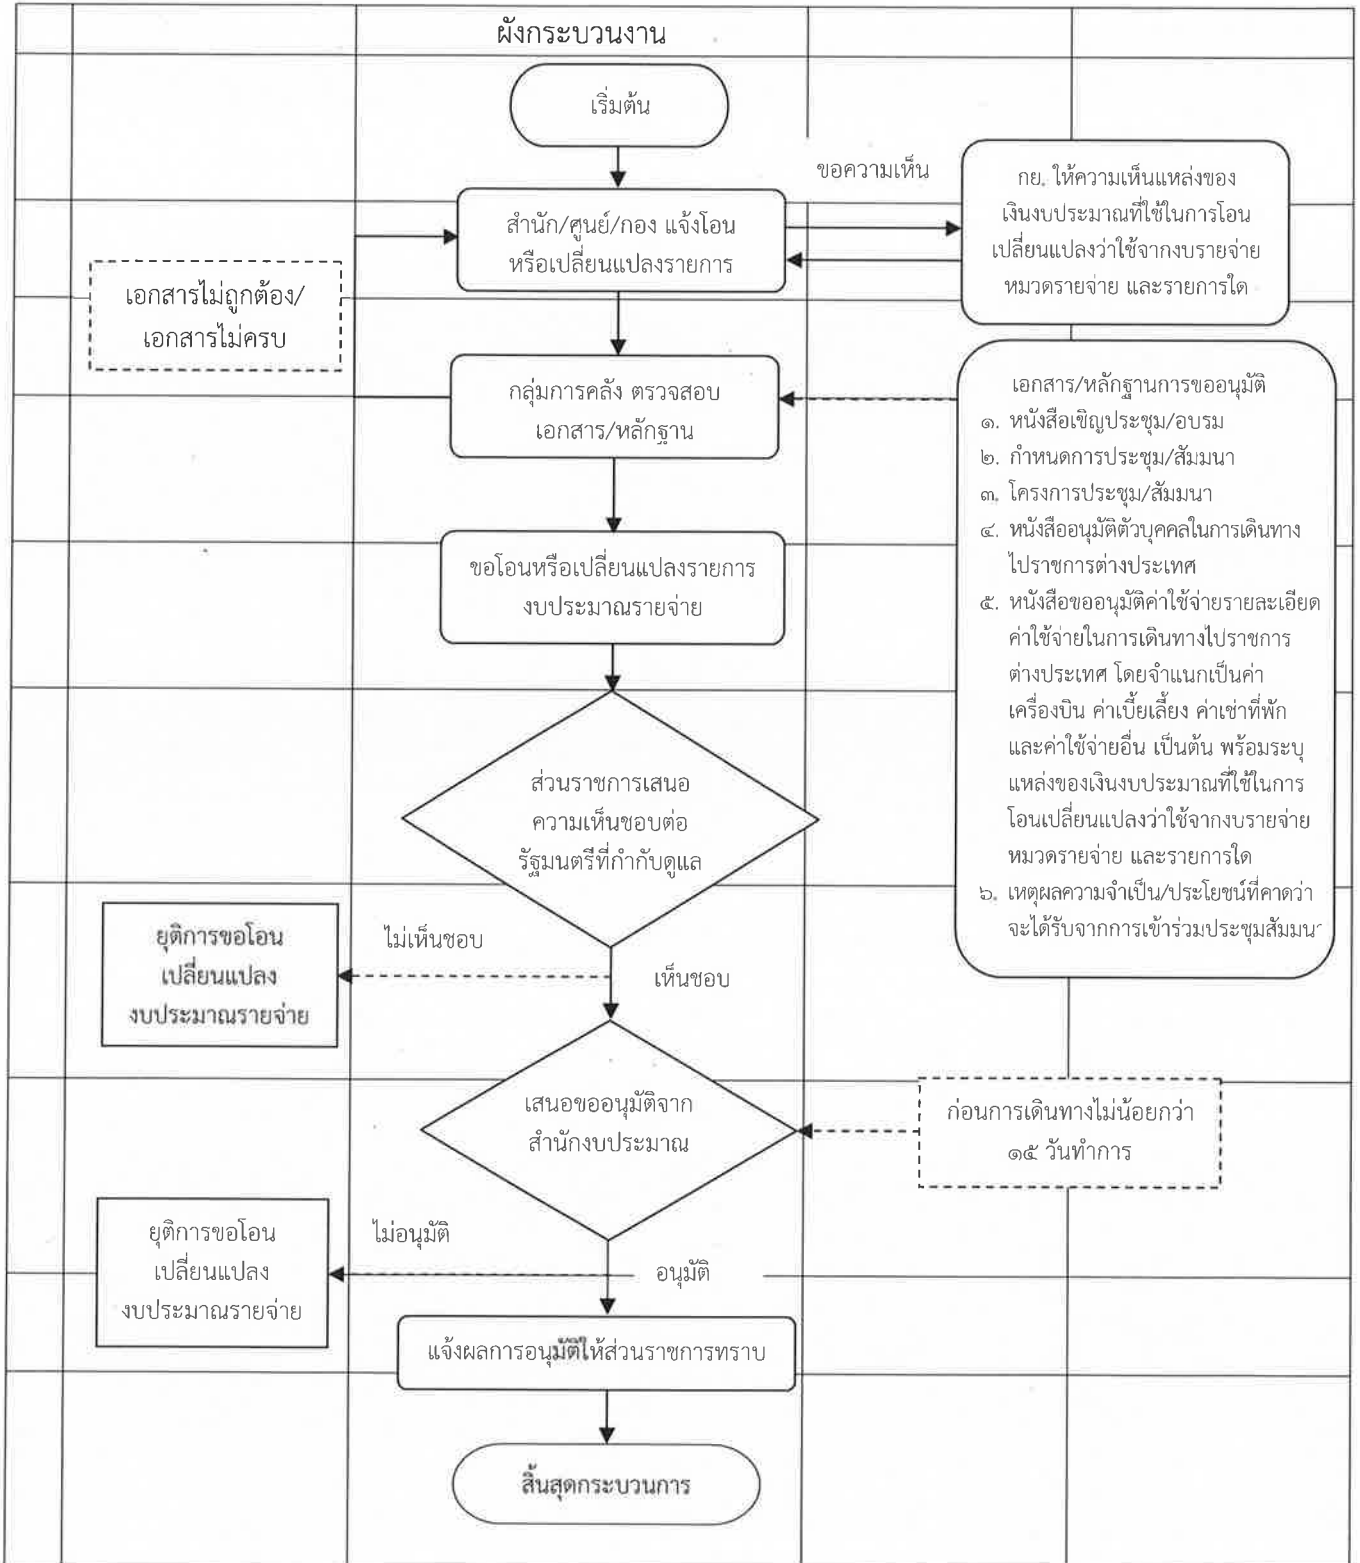 ผังกระบวนงาน
เริ่มต้น
ขอความเห็น
กย. ให้ความเห็นแหล่งของ
เงินงบประมาณที่ใช้ในการโอน
เปลี่ยนแปลงว่าใช้จากงบรายจ่าย
หมวดรายจ่าย และรายการใด
สำนัก/ศูนย์/กอง แจ้งโอน
หรือเปลี่ยนแปลงรายการ
เอกสารไม่ถูกต้อง/
เอกสารไม่ครบ
กลุ่มการคลัง ตรวจสอบ
เอกสาร/หลักฐาน
เอกสาร/หลักฐานการขออนุมัติ
๑. หนังสือเชิญประชุม/อบรม
๒. กำหนดการประชุม/สัมมนา
๓. โครงการประชุม/สัมมนา
๔. หนังสืออนุมัติตัวบุคคลในการเดินทาง
ไปราชการต่างประเทศ
๕. หนังสือขออนุมัติค่าใช้จ่ายรายละเอียด
ค่าใช้จ่ายในการเดินทางไปราชการ
ต่างประเทศ โดยจำแนกเป็นค่า
เครื่องบิน ค่าเบี้ยเลี้ยง ค่าเช่าที่พัก
และค่าใช้จ่ายอื่น เป็นต้น พร้อมระบุ
แหล่งของเงินงบประมาณที่ใช้ในการ
โอนเปลี่ยนแปลงว่าใช้จากงบรายจ่าย
หมวดรายจ่าย และรายการใด
๖. เหตุผลความจำเป็น/ประโยชน์ที่คาดว่า
จะได้รับจากการเข้าร่วมประชุมสัมมนา
ขอโอนหรือเปลี่ยนแปลงรายการ
งบประมาณรายจ่าย
ส่วนราชการเสนอ
ความเห็นชอบต่อ
รัฐมนตรีที่กำกับดูแล
ไม่เห็นชอบ
เห็นชอบ
ยุติการขอโอน
เปลี่ยนแปลง
งบประมาณรายจ่าย
เสนอขออนุมัติจาก
สำนักงบประมาณ
ก่อนการเดินทางไม่น้อยกว่า
๑๕ วันทำการ
ไม่อนุมัติ
อนุมัติ
ยุติการขอโอน
เปลี่ยนแปลง
งบประมาณรายจ่าย
แจ้งผลการอนุมัติให้ส่วนราชการทราบ
สิ้นสุดกระบวนการ